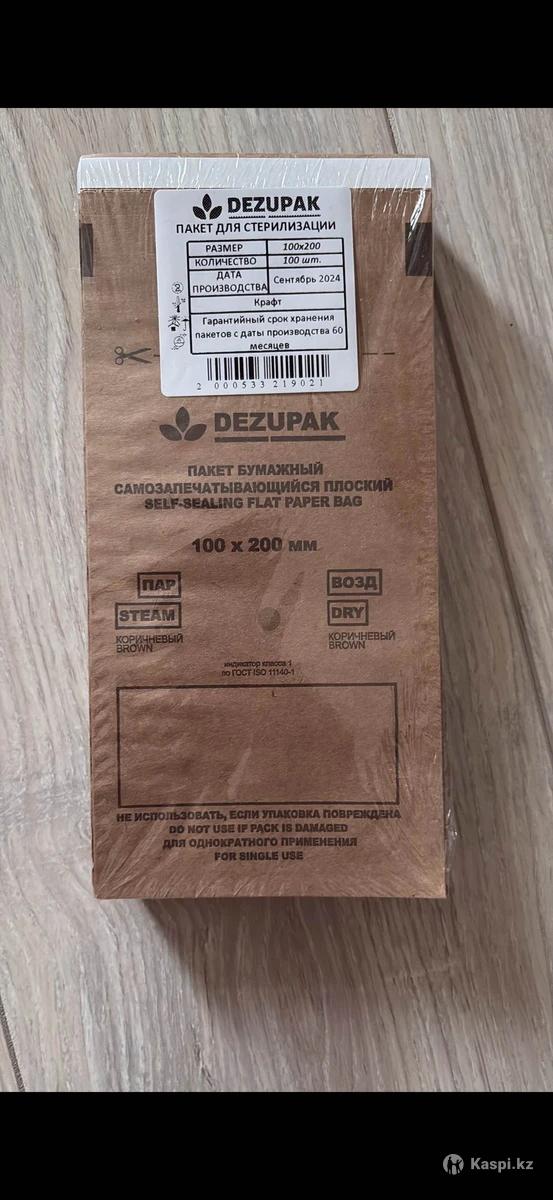 DEZUPAK
ПАКЕТ ДЛЯ СТЕРИЛИЗАЦИИ
РАЗМЕР 100x200
КОЛИЧЕСТВО 100 шт.
ДАТА ПРОИЗВОДСТВА Сентябрь 2024
Крафт
Гарантийный срок хранения
пакетов с даты производства 60
месяцев
2 000533 219021
DEZUPAK
ПАКЕТ БУМАЖНЫЙ
САМОЗАПЕЧАТЫВАЮЩИЙСЯ ПЛОСКИЙ
SELF-SEALING FLAT PAPER BAG
100 x 200 мм
ПАР ВОЗД
STEAM DRY
КОРИЧНЕВЫЙ КОРИЧНЕВЫЙ
BROWN BROWN
индикатор класса 1
по ГОСТ ISO 11140-1
НЕ ИСПОЛЬЗОВАТЬ, ЕСЛИ УПАКОВКА ПОВРЕЖДЕНА
DO NOT USE IF PACK IS DAMAGED
ДЛЯ ОДНОКРАТНОГО ПРИМЕНЕНИЯ
FOR SINGLE USE
Kaspi.kz